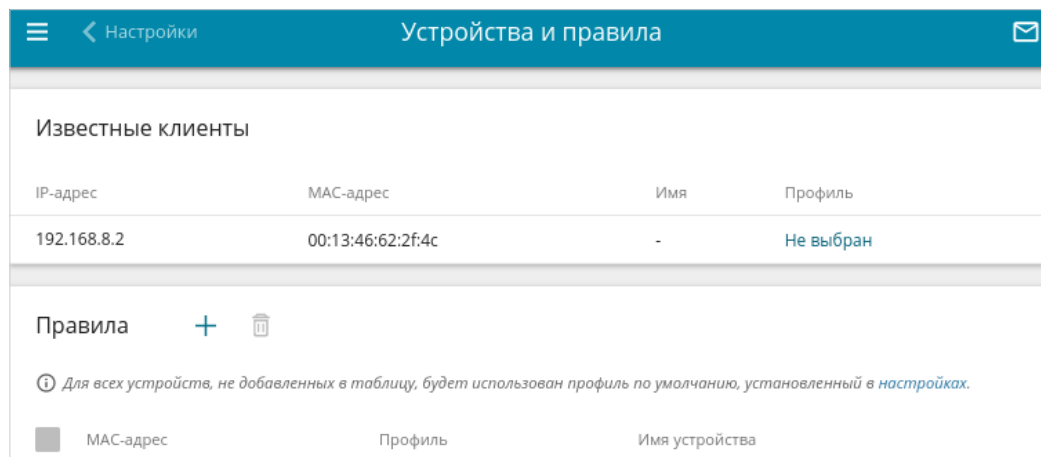 Настройки Устройства и правила
Известные клиенты
IP-адрес MAC-адрес Имя Профиль
192.168.8.2 00:13:46:62:2f:4c - Не выбран
Правила
Для всех устройств, не добавленных в таблицу, будет использован профиль по умолчанию, установленный в настройках.
MAC-адрес Профиль Имя устройства